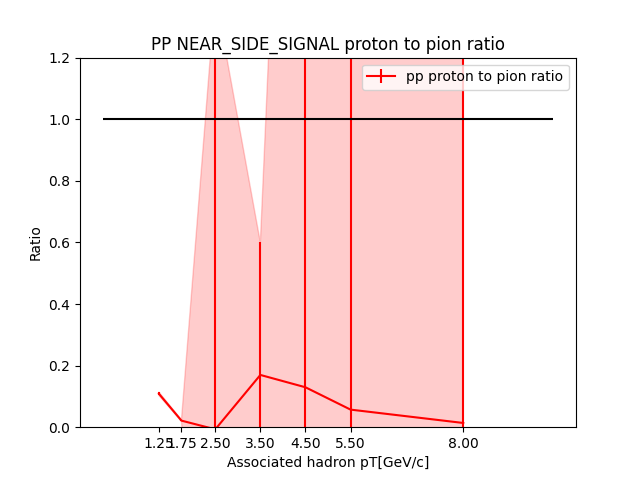 PP NEAR_SIDE_SIGNAL proton to pion ratio
pp proton to pion ratio
1.2
1.0
0.8
0.6
0.4
0.2
0.0
Ratio
1.25 1.75 2.50 3.50 4.50 5.50 8.00
Associated hadron pT[GeV/c]